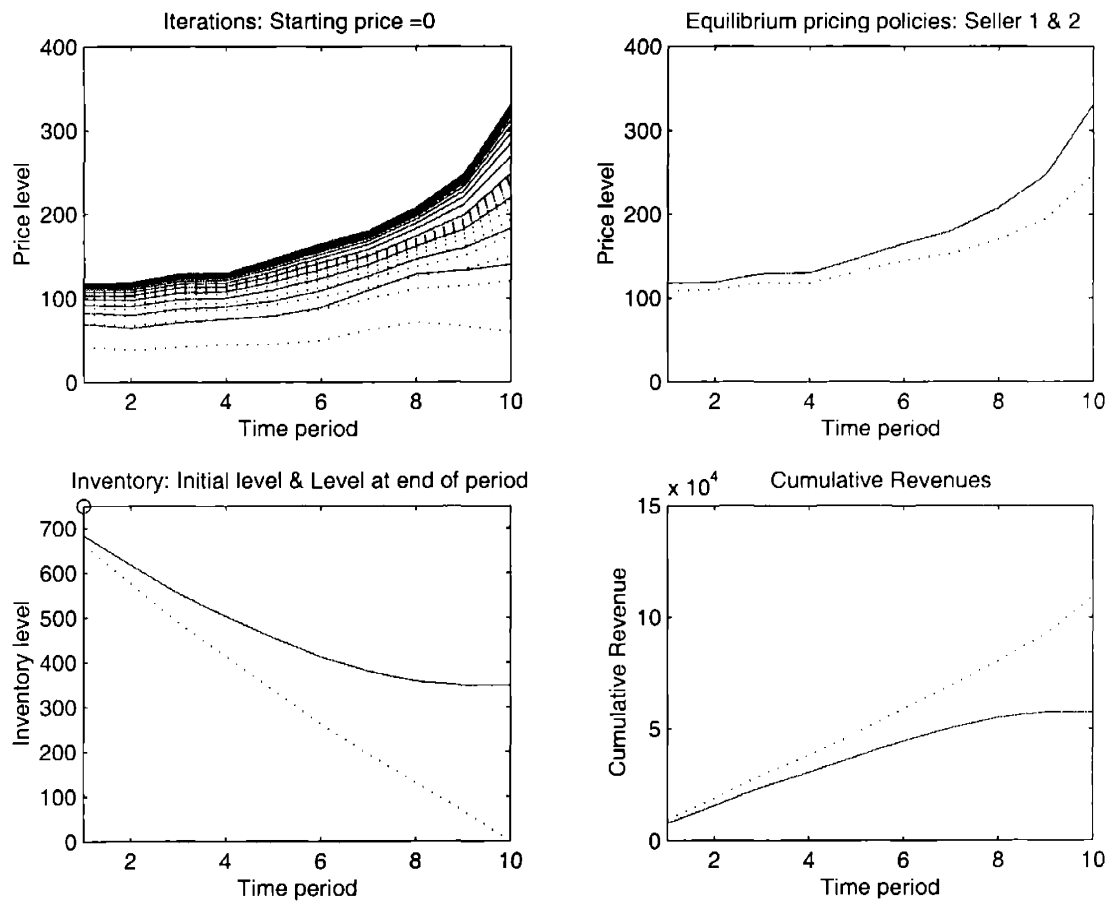 Iterations: Starting price =0
400
300
200
100
0
Price level
2 4 6 8 10
Time period
Equilibrium pricing policies: Seller 1 & 2
400
300
200
100
0
Price level
2 4 6 8 10
Time period
Inventory: Initial level & Level at end of period
700
600
500
400
300
200
100
0
Inventory level
2 4 6 8 10
Time period
Cumulative Revenues
x 10^4
15
10
5
0
Cumulative Revenue
2 4 6 8 10
Time period